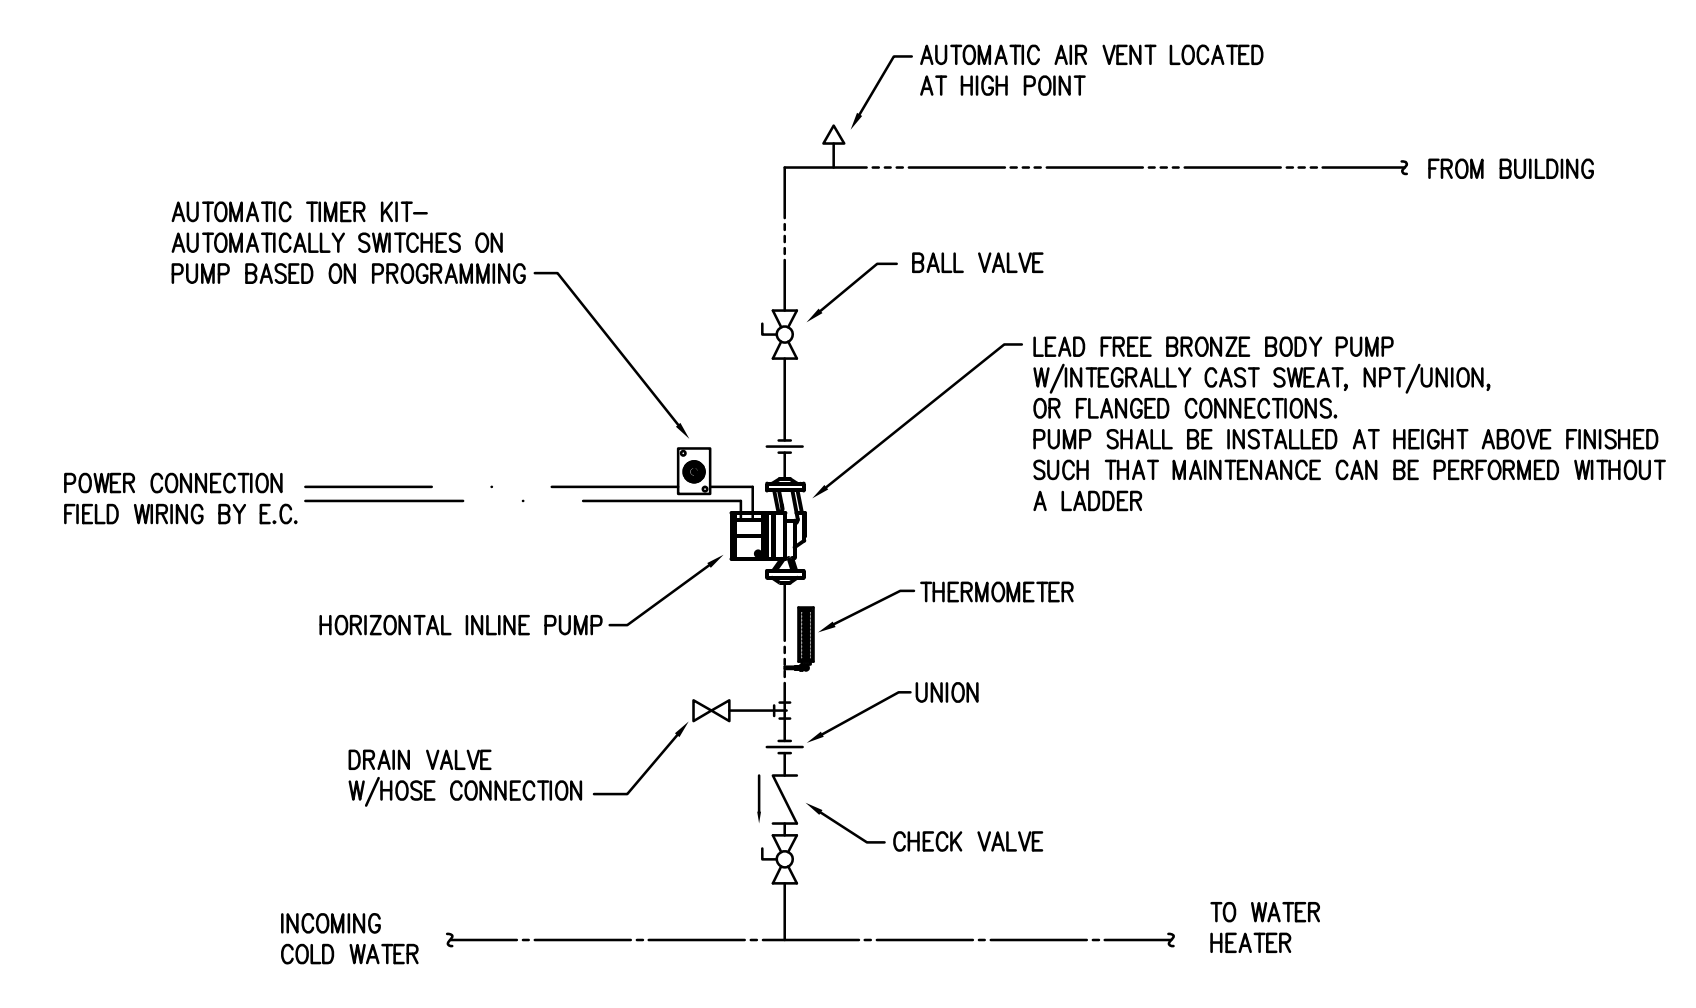 AUTOMATIC AIR VENT LOCATED
AT HIGH POINT
FROM BUILDING
AUTOMATIC TIMER KIT-
AUTOMATICALLY SWITCHES ON
PUMP BASED ON PROGRAMMING
BALL VALVE
LEAD FREE BRONZE BODY PUMP
W/INTEGRALLY CAST SWEAT, NPT/UNION,
OR FLANGED CONNECTIONS.
PUMP SHALL BE INSTALLED AT HEIGHT ABOVE FINISHED
SUCH THAT MAINTENANCE CAN BE PERFORMED WITHOUT
A LADDER
POWER CONNECTION
FIELD WIRING BY E.C.
HORIZONTAL INLINE PUMP
THERMOMETER
UNION
DRAIN VALVE
W/HOSE CONNECTION
CHECK VALVE
INCOMING
COLD WATER
TO WATER
HEATER